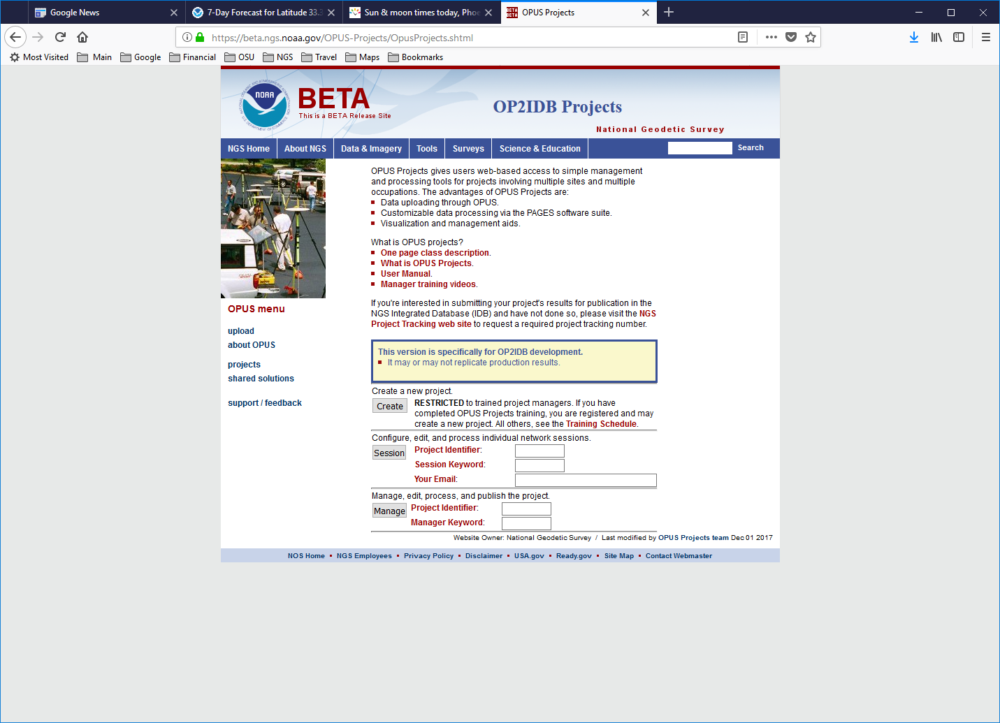 Google News
7-Day Forecast for Latitude 33.3
Sun & moon times today, Phoe
OPUS Projects
https://beta.ngs.noaa.gov/OPUS-Projects/OpusProjects.shtml
Most Visited
Main
Google
Financial
OSU
NGS
Travel
Maps
Bookmarks
NOAA
BETA
This is a BETA Release Site
OP2IDB Projects
National Geodetic Survey
NGS Home
About NGS
Data & Imagery
Tools
Surveys
Science & Education
Search
OPUS menu
upload
about OPUS
projects
shared solutions
support / feedback
OPUS Projects gives users web-based access to simple management
and processing tools for projects involving multiple sites and multiple
occupations. The advantages of OPUS Projects are:
Data uploading through OPUS.
Customizable data processing via the PAGES software suite.
Visualization and management aids.
What is OPUS projects?
One page class description.
What is OPUS Projects.
User Manual.
Manager training videos.
If you're interested in submitting your project's results for publication in the
NGS Integrated Database (IDB) and have not done so, please visit the NGS
Project Tracking web site to request a required project tracking number.
This version is specifically for OP2IDB development.
It may or may not replicate production results.
Create a new project.
Create
RESTRICTED to trained project managers. If you have
completed OPUS Projects training, you are registered and may
create a new project. All others, see the Training Schedule.
Configure, edit, and process individual network sessions.
Session
Project Identifier:
Session Keyword:
Your Email:
Manage, edit, process, and publish the project.
Manage
Project Identifier:
Manager Keyword:
Website Owner: National Geodetic Survey / Last modified by OPUS Projects team Dec 01 2017
NOS Home ▪ NGS Employees ▪ Privacy Policy ▪ Disclaimer ▪ USA.gov ▪ Ready.gov ▪ Site Map ▪ Contact Webmaster